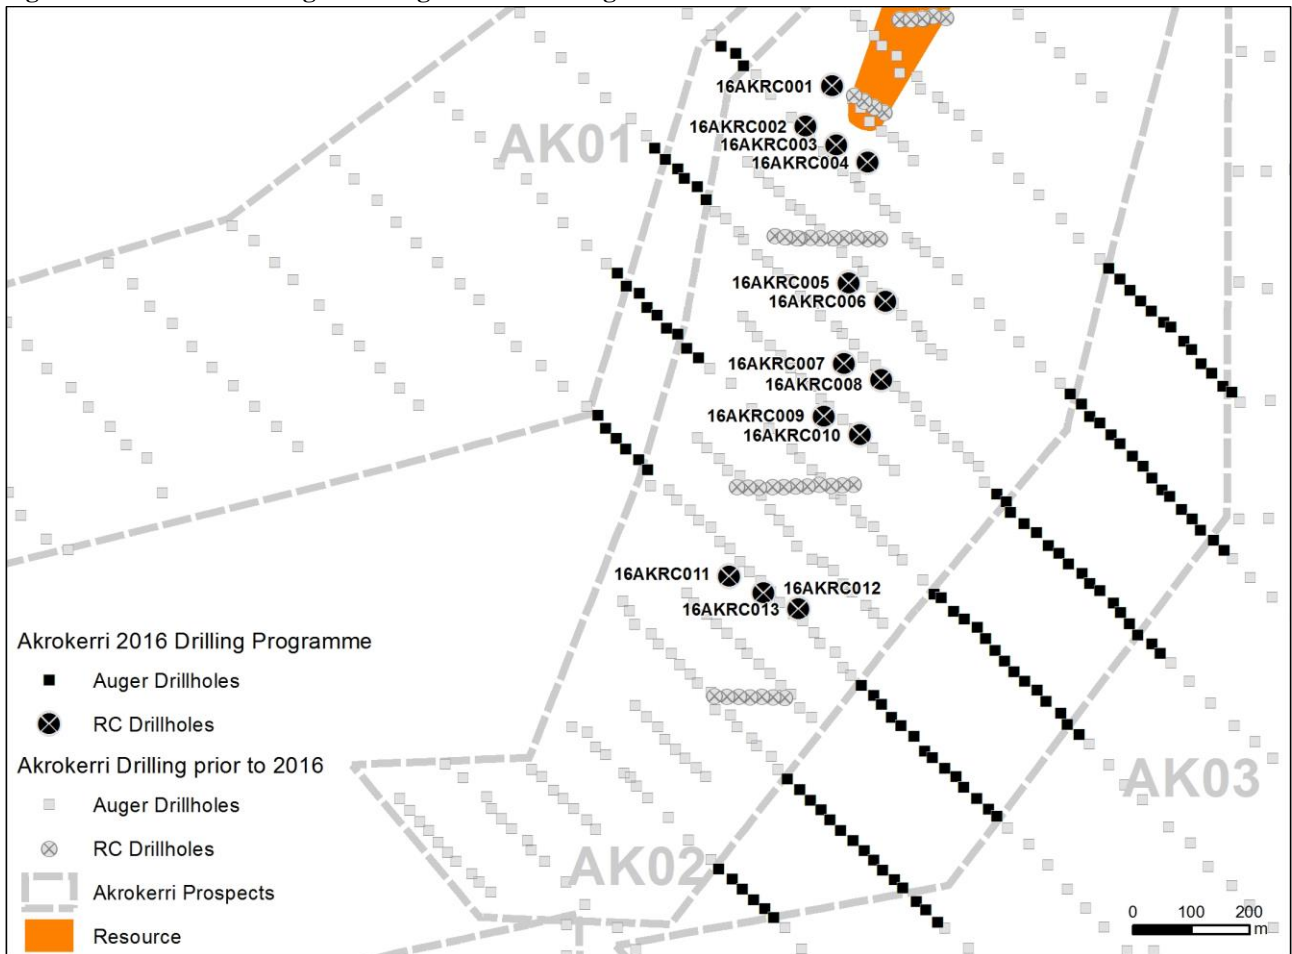 16AKRC001
AK01
16AKRC002
16AKRC003
16AKRC004
16AKRC005
16AKRC006
16AKRC007
16AKRC008
16AKRC009
16AKRC010
16AKRC011
16AKRC012
16AKRC013
Akrokerri 2016 Drilling Programme
Auger Drillholes
RC Drillholes
Akrokerri Drilling prior to 2016
Auger Drillholes
RC Drillholes
Akrokerri Prospects
Resource
AK03
AK02
0 100 200
m